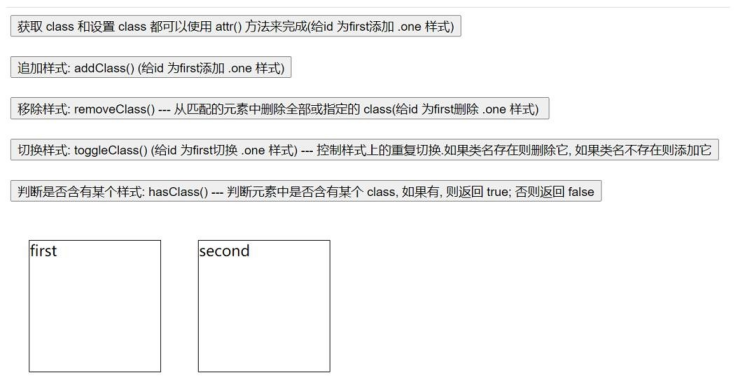 获取 class 和设置 class 都可以使用 attr() 方法来完成(给id 为first添加 .one 样式)
追加样式: addClass() (给id 为first添加 .one 样式)
移除样式: removeClass() --- 从匹配的元素中删除全部或指定的 class(给id 为first删除 .one 样式)
切换样式: toggleClass() (给id 为first切换 .one 样式) --- 控制样式上的重复切换.如果类名存在则删除它, 如果类名不存在则添加它
判断是否含有某个样式: hasClass() --- 判断元素中是否含有某个 class, 如果有, 则返回 true; 否则返回 false
first
second